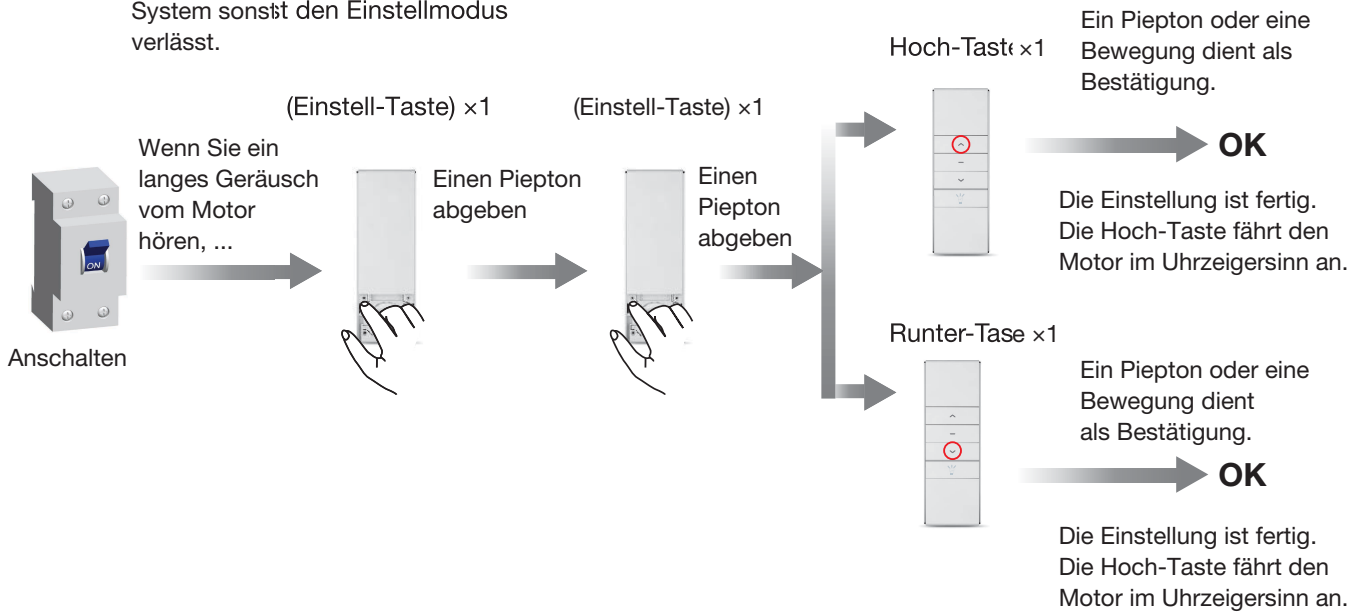 System sonst den Einstellmodus
verlässt.
Ein Piepton oder eine
Bewegung dient als
Bestätigung.
Hoch-Taste ×1
(Einstell-Taste) ×1
(Einstell-Taste) ×1
Wenn Sie ein
langes Geräusch
vom Motor
hören, ...
Einen Piepton
abgeben
Einen
Piepton
abgeben
OK
ON
Die Einstellung ist fertig.
Die Hoch-Taste fährt den
Motor im Uhrzeigersinn an.
Anschalten
Runter-Tase ×1
Ein Piepton oder eine
Bewegung dient
als Bestätigung.
OK
Die Einstellung ist fertig.
Die Hoch-Taste fährt den
Motor im Uhrzeigersinn an.